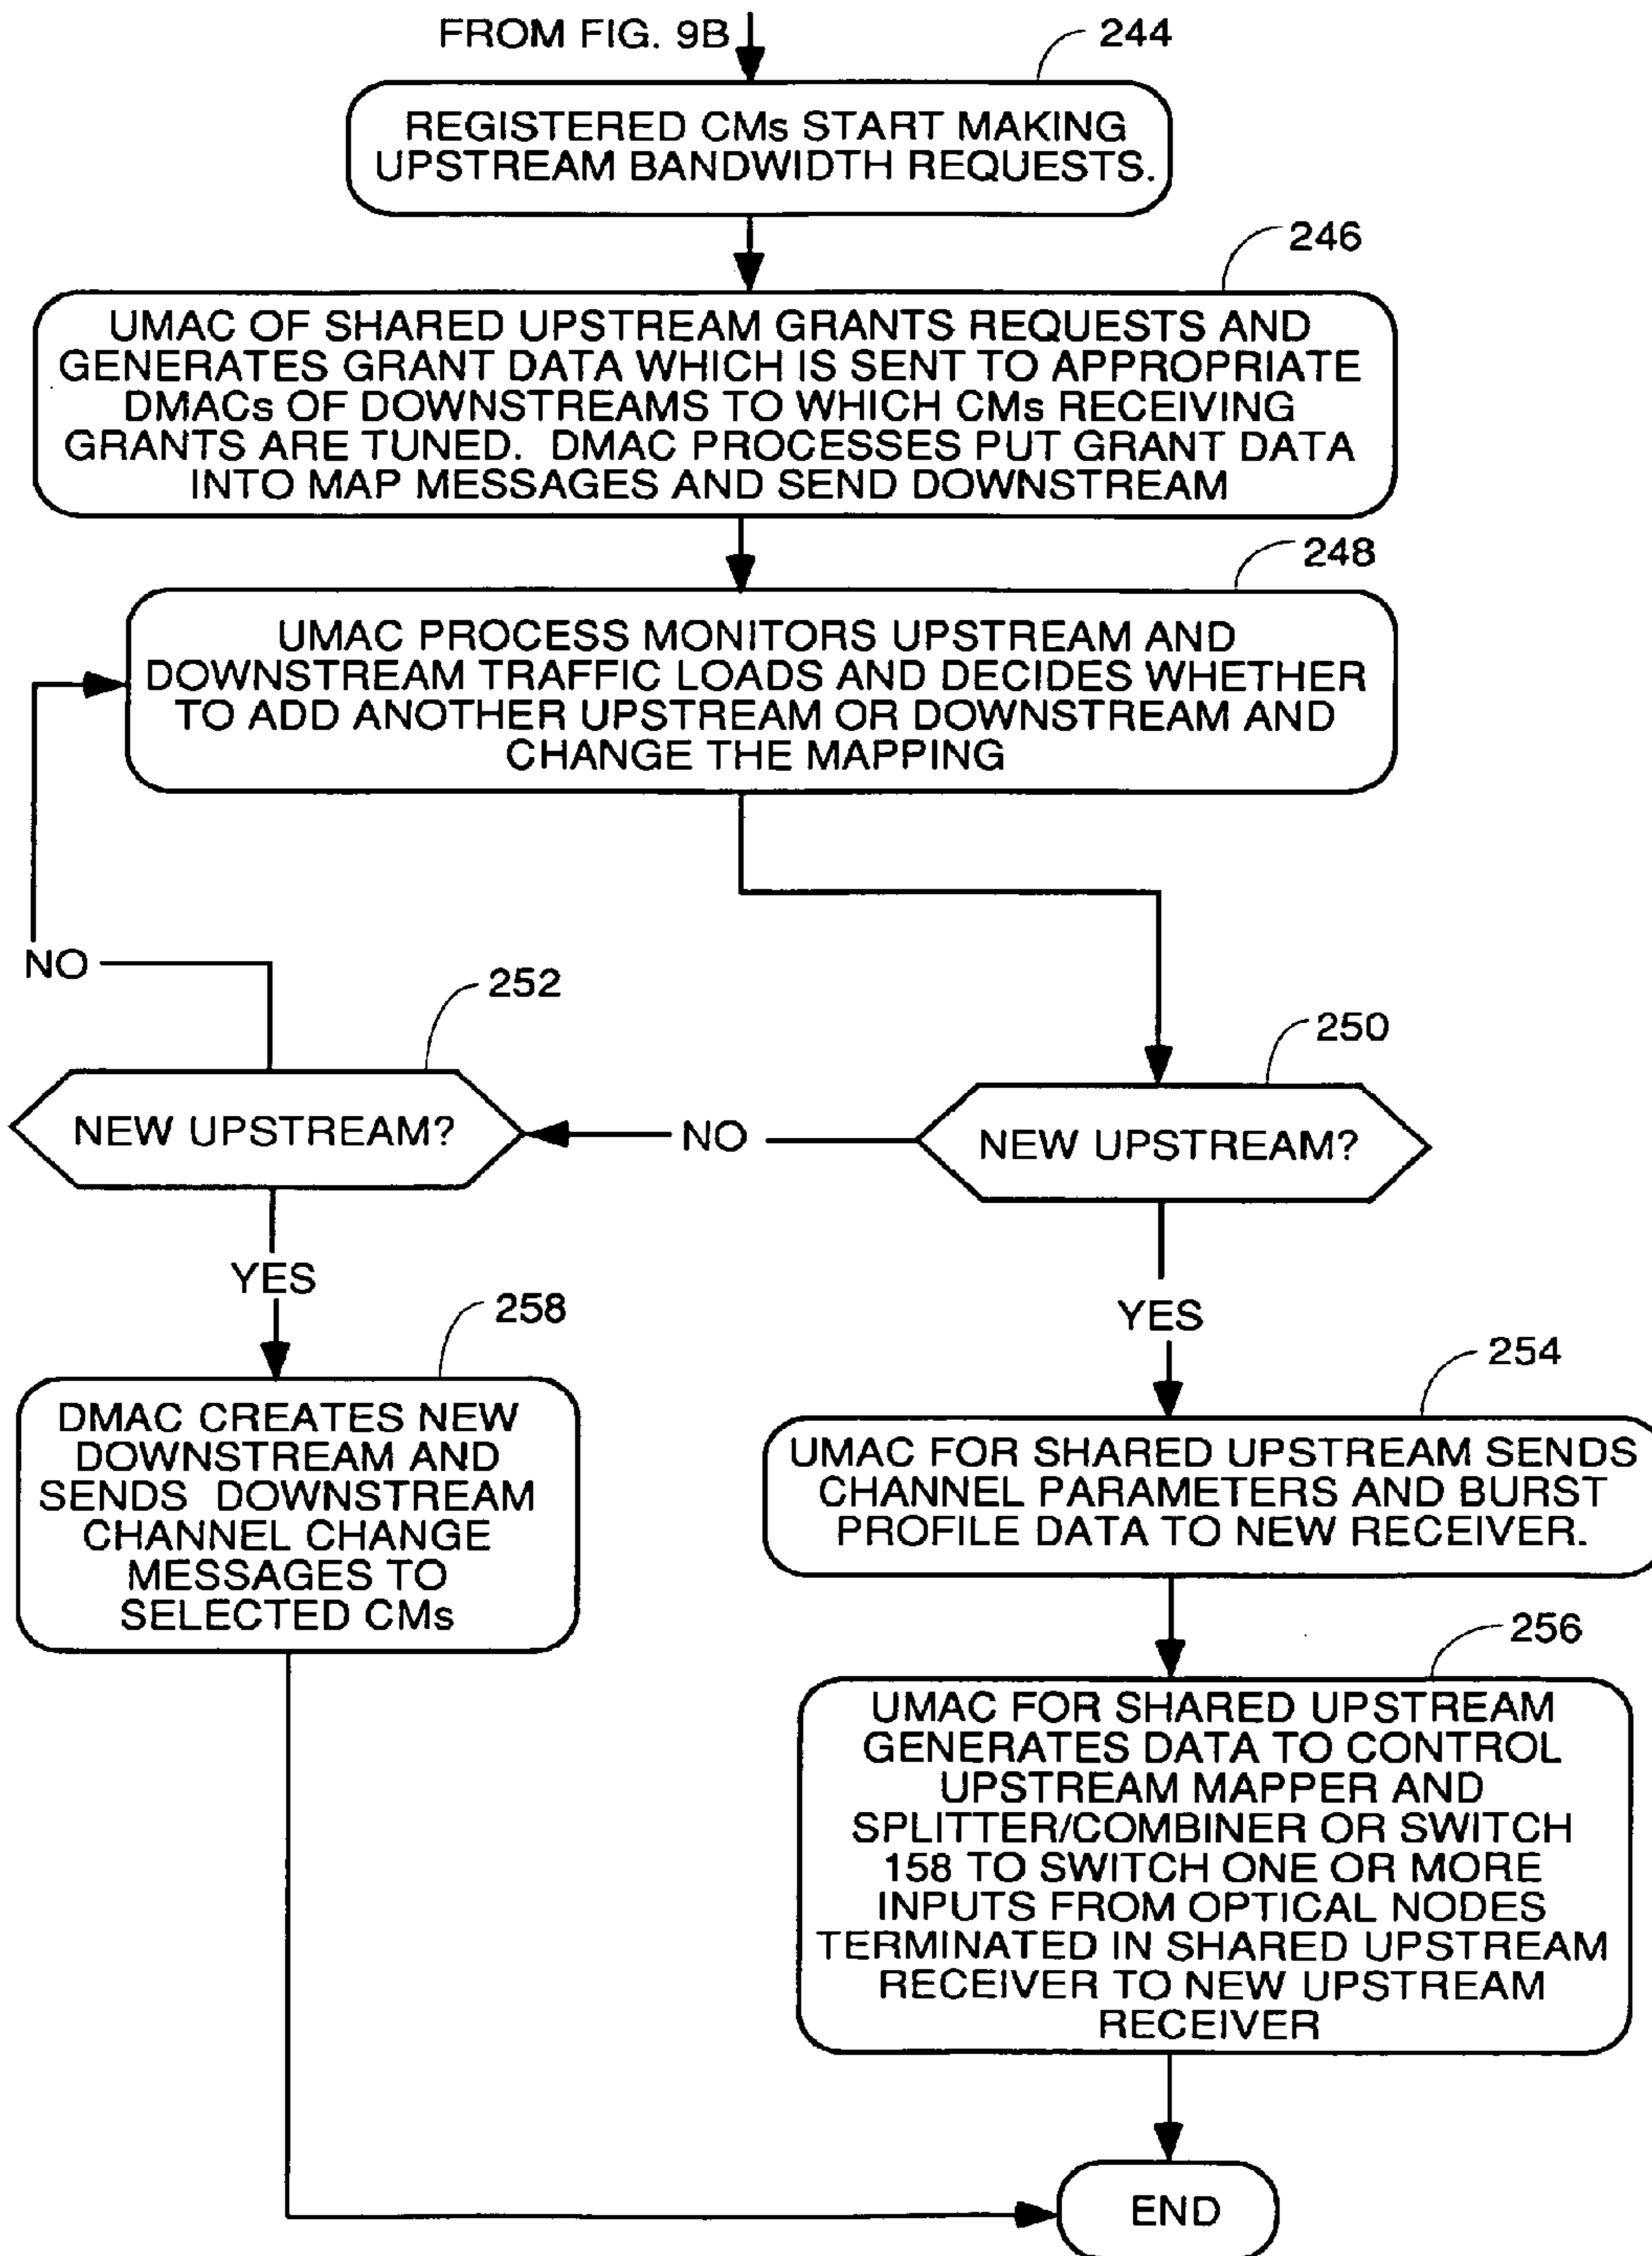 FROM FIG. 9B
244
REGISTERED CMs START MAKING
UPSTREAM BANDWIDTH REQUESTS.
246
UMAC OF SHARED UPSTREAM GRANTS REQUESTS AND
GENERATES GRANT DATA WHICH IS SENT TO APPROPRIATE
DMACs OF DOWNSTREAMS TO WHICH CMs RECEIVING
GRANTS ARE TUNED. DMAC PROCESSES PUT GRANT DATA
INTO MAP MESSAGES AND SEND DOWNSTREAM
248
UMAC PROCESS MONITORS UPSTREAM AND
DOWNSTREAM TRAFFIC LOADS AND DECIDES WHETHER
TO ADD ANOTHER UPSTREAM OR DOWNSTREAM AND
CHANGE THE MAPPING
NO
252
250
NEW UPSTREAM?
NO
NEW UPSTREAM?
YES
YES
258
254
DMAC CREATES NEW
DOWNSTREAM AND
SENDS DOWNSTREAM
CHANNEL CHANGE
MESSAGES TO
SELECTED CMs
UMAC FOR SHARED UPSTREAM SENDS
CHANNEL PARAMETERS AND BURST
PROFILE DATA TO NEW RECEIVER.
256
UMAC FOR SHARED UPSTREAM
GENERATES DATA TO CONTROL
UPSTREAM MAPPER AND
SPLITTER/COMBINER OR SWITCH
158 TO SWITCH ONE OR MORE
INPUTS FROM OPTICAL NODES
TERMINATED IN SHARED UPSTREAM
RECEIVER TO NEW UPSTREAM
RECEIVER
END